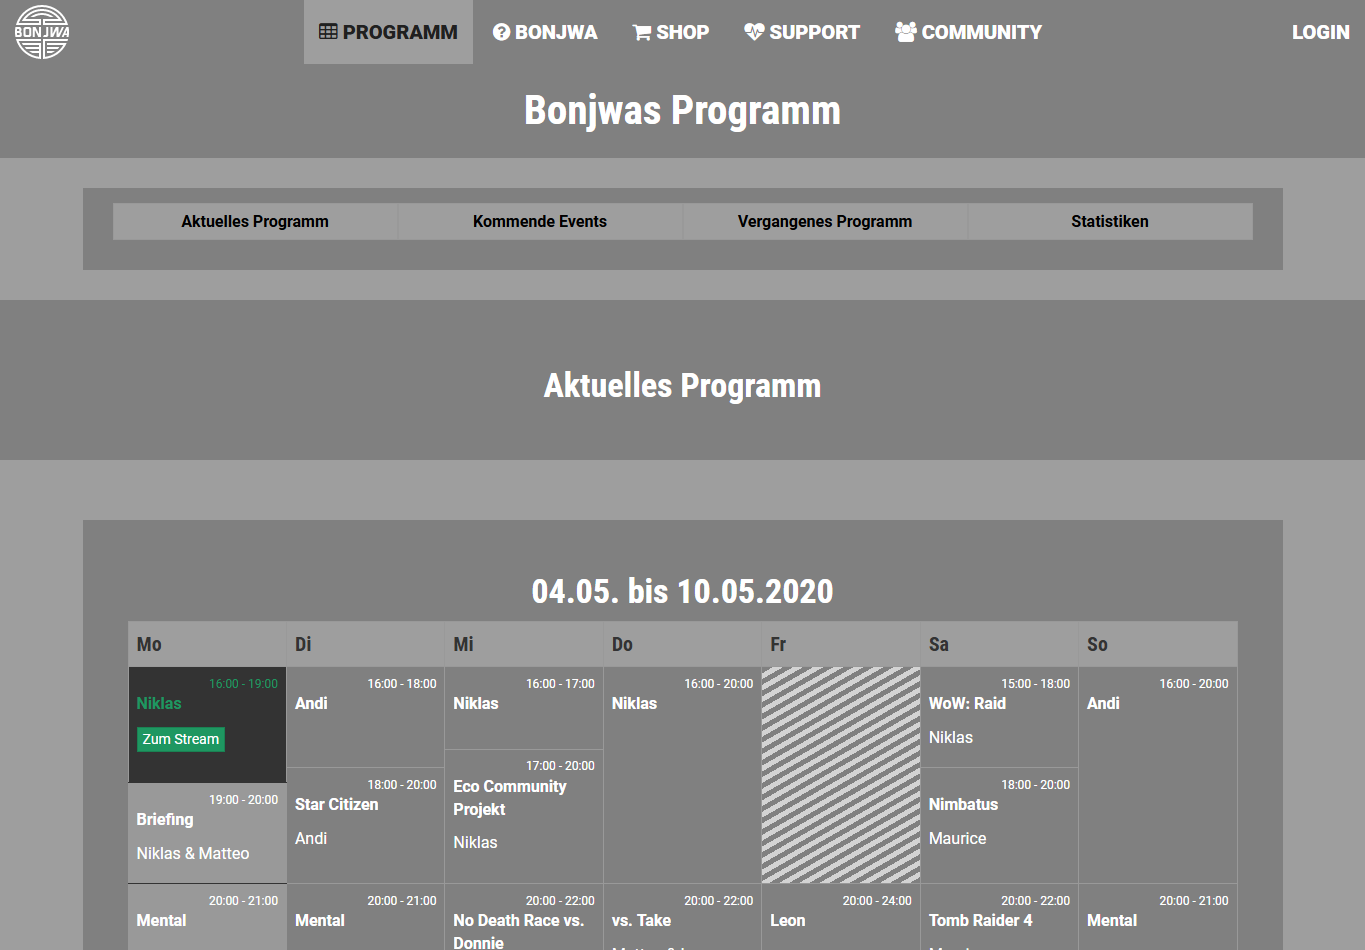 BONJWA
PROGRAMM
BONJWA
SHOP
SUPPORT
COMMUNITY
LOGIN
Bonjwas Programm
Aktuelles Programm
Kommende Events
Vergangenes Programm
Statistiken
Aktuelles Programm
04.05. bis 10.05.2020
Mo
Di
Mi
Do
Fr
Sa
So
16:00 - 19:00
Niklas
Zum Stream
19:00 - 20:00
Briefing
Niklas & Matteo
20:00 - 21:00
Mental
16:00 - 18:00
Andi
18:00 - 20:00
Star Citizen
Andi
20:00 - 21:00
Mental
16:00 - 17:00
Niklas
17:00 - 20:00
Eco Community
Projekt
Niklas
20:00 - 22:00
No Death Race vs.
Donnie
16:00 - 20:00
Niklas
20:00 - 22:00
vs. Take
20:00 - 24:00
Leon
15:00 - 18:00
WoW: Raid
Niklas
18:00 - 20:00
Nimbatus
Maurice
20:00 - 22:00
Tomb Raider 4
16:00 - 20:00
Andi
20:00 - 21:00
Mental